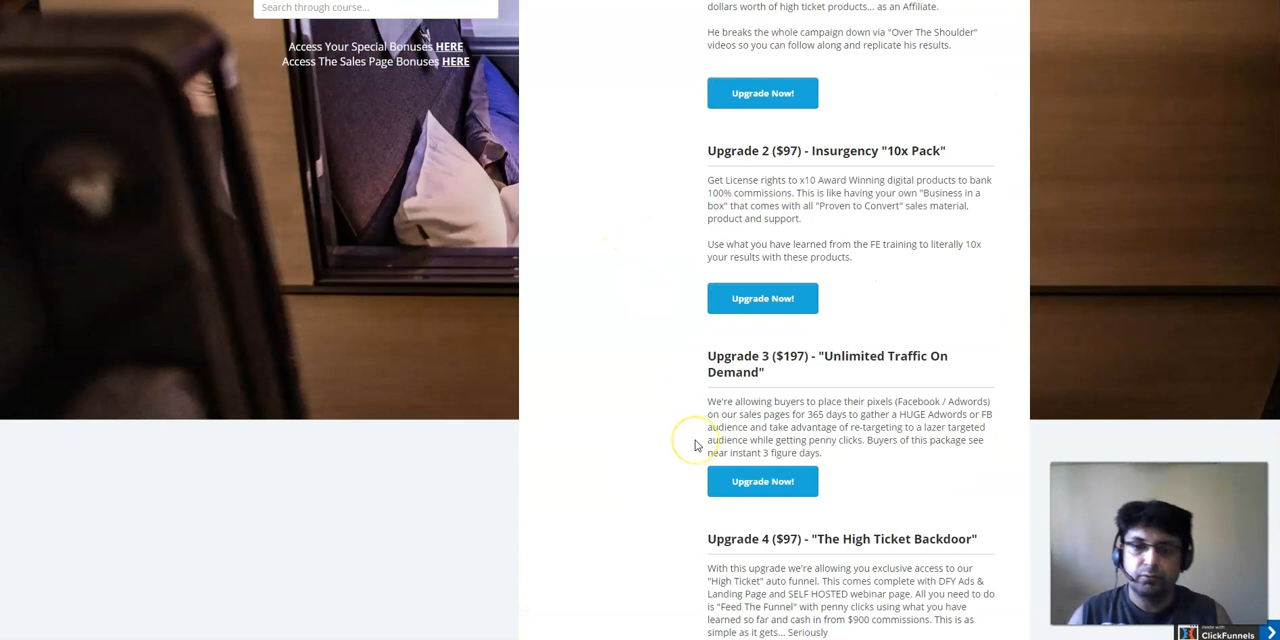 Search through course...
Access Your Special Bonuses HERE
Access The Sales Page Bonuses HERE
dollars worth of high ticket products... as an Affiliate.
He breaks the whole campaign down via "Over The Shoulder"
videos so you can follow along and replicate his results.
Upgrade Now!
Upgrade 2 ($97) - Insurgency "10x Pack"
Get License rights to x10 Award Winning digital products to bank
100% commissions. This is like having your own "Business in a
box" that comes with all "Proven to Convert" sales material,
product and support.
Use what you have learned from the FE training to literally 10x
your results with these products.
Upgrade Now!
Upgrade 3 ($197) - "Unlimited Traffic On
Demand"
We're allowing buyers to place their pixels (Facebook / Adwords)
on our sales pages for 365 days to gather a HUGE Adwords or FB
audience and take advantage of re-targeting to a lazer targeted
audience while getting penny clicks. Buyers of this package see
near instant 3 figure days.
Upgrade Now!
Upgrade 4 ($97) - "The High Ticket Backdoor"
With this upgrade we're allowing you exclusive access to our
"High Ticket" auto funnel. This comes complete with DFY Ads &
Landing Page and SELF HOSTED webinar page. All you need to do
is "Feed The Funnel" with penny clicks using what you have
learned so far and cash in from $900 commissions. This is as
simple as it gets... Seriously
made with
ClickFunnels